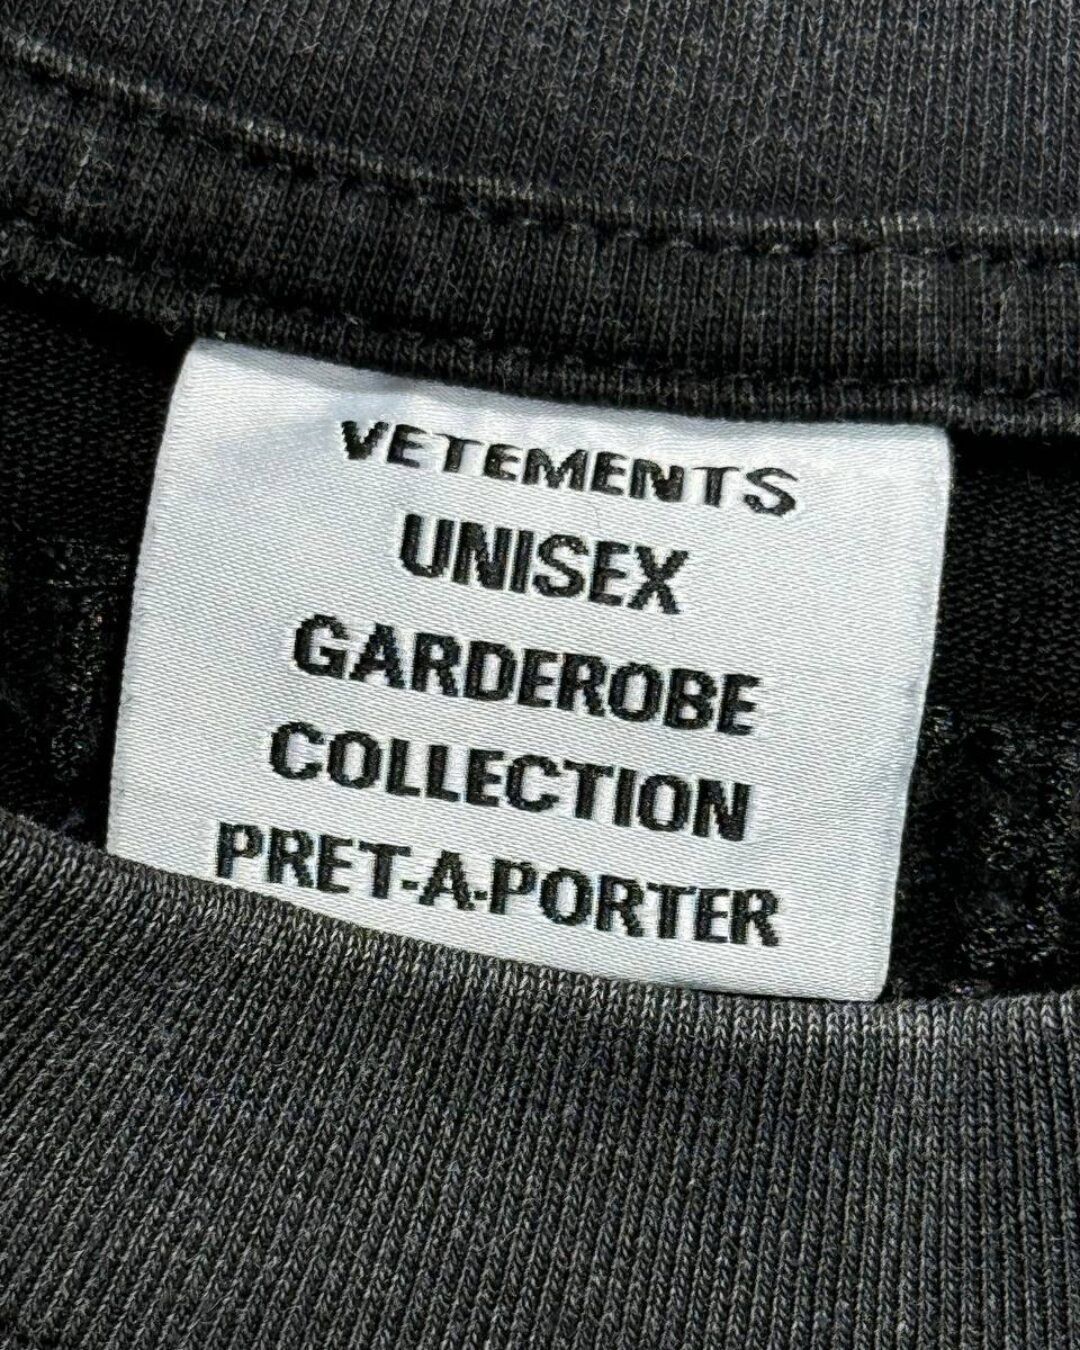 VETEMENTS
UNISEX
GARDEROBE
COLLECTION
PRET-A-PORTER